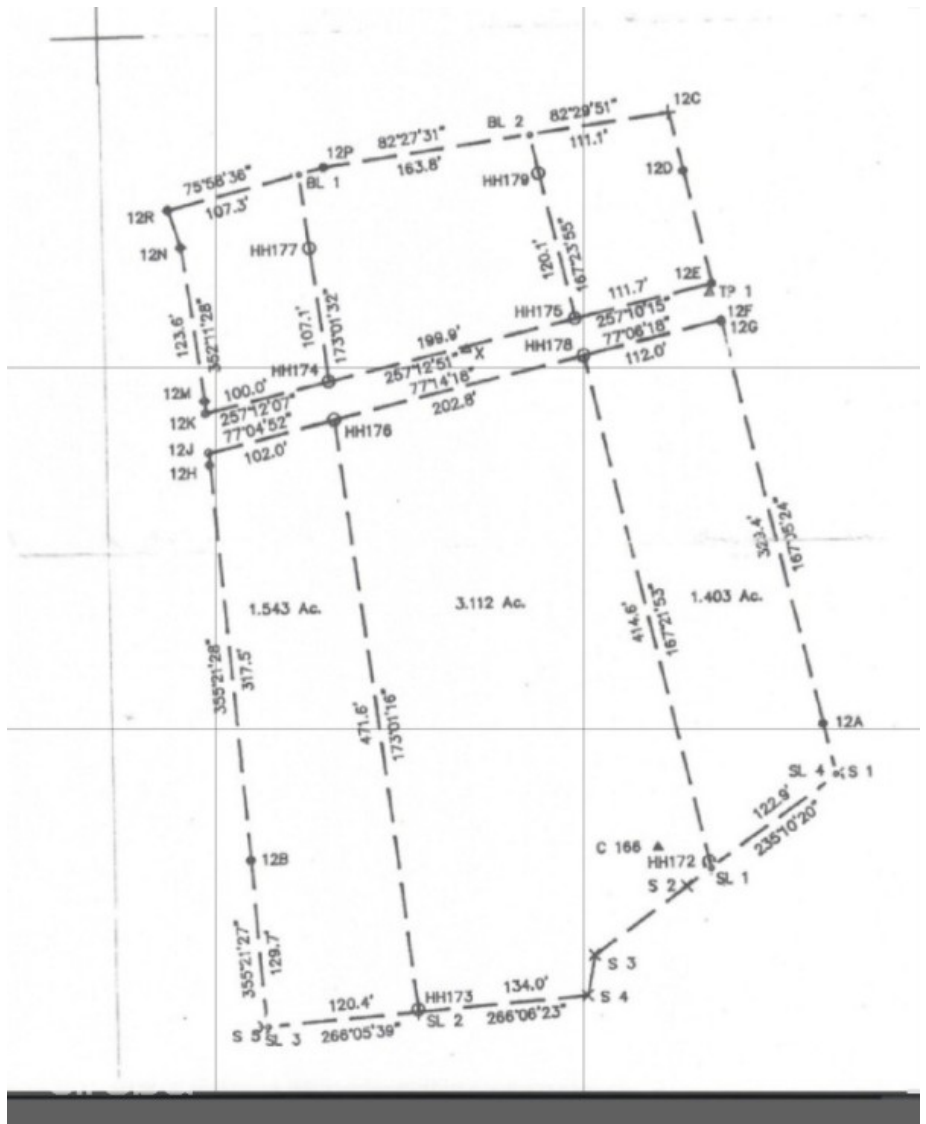 12C
BL 2
82°29'51"
111.1'
82°27'31"
163.8'
12P
75°58'36"
107.3'
BL 1
12D
HH179
12R
12N
HH177
120.1'
167°23'55"
12E
TP 1
111.7'
257°10'15"
HH175
12F
12G
123.6'
352°11'28"
107.1'
173°01'32"
199.9'
X
257°12'51"
HH178
77°06'18"
112.0'
HH174
77°14'18"
202.8'
12M
100.0'
12K
257°12'07"
77°04'52"
HH176
12J
102.0'
12H
323.4'
1.543 Ac.
3.112 Ac.
1.403 Ac.
414.6'
167°21'53"
355°21'28"
317.5'
471.6'
173°01'16"
12A
SL 4
S 1
122.9'
235°10'20"
C 166
12B
HH172
SL 1
S 2
355°21'27"
129.7'
S 3
134.0'
HH173
S 4
120.4'
SL 2
266°06'23"
S 5
SL 3
266°05'39"